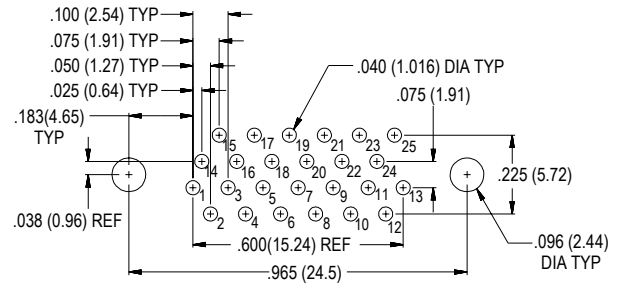 .100 (2.54) TYP
.075 (1.91) TYP
.050 (1.27) TYP
.025 (0.64) TYP
.040 (1.016) DIA TYP
.075 (1.91)
.183(4.65)
TYP
15 17 19 21 23 25
14 16 18 20 22 24
.225 (5.72)
1 3 5 7 9 11 13
.038 (0.96) REF
2 4 6 8 10 12
.600(15.24) REF
.096 (2.44)
DIA TYP
.965 (24.5)